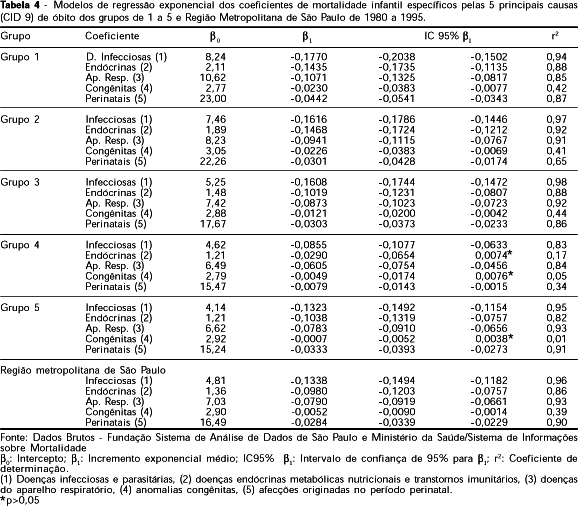 Tabela 4 - Modelos de regressão exponencial dos coeficientes de mortalidade infantil específicos pelas 5 principais causas
(CID 9) de óbito dos grupos de 1 a 5 e Região Metropolitana de São Paulo de 1980 a 1995.
Grupo Coeficiente β0 β1 IC 95% β1 r²
Grupo 1 D. Infecciosas (1) 8,24 -0,1770 -0,2038 -0,1502 0,94
Endócrinas (2) 2,11 -0,1435 -0,1735 -0,1135 0,88
Ap. Resp. (3) 10,62 -0,1071 -0,1325 -0,0817 0,85
Congênitas (4) 2,77 -0,0230 -0,0383 -0,0077 0,42
Perinatais (5) 23,00 -0,0442 -0,0541 -0,0343 0,87
Grupo 2 Infecciosas (1) 7,46 -0,1616 -0,1786 -0,1446 0,97
Endócrinas (2) 1,89 -0,1468 -0,1724 -0,1212 0,92
Ap. Resp. (3) 8,23 -0,0941 -0,1115 -0,0767 0,91
Congênitas (4) 3,05 -0,0226 -0,0383 -0,0069 0,41
Perinatais (5) 22,26 -0,0301 -0,0428 -0,0174 0,65
Grupo 3 Infecciosas (1) 5,25 -0,1608 -0,1744 -0,1472 0,98
Endócrinas (2) 1,48 -0,1019 -0,1231 -0,0807 0,88
Ap. Resp. (3) 7,42 -0,0873 -0,1023 -0,0723 0,92
Congênitas (4) 2,88 -0,0121 -0,0200 -0,0042 0,44
Perinatais (5) 17,67 -0,0303 -0,0373 -0,0233 0,86
Grupo 4 Infecciosas (1) 4,62 -0,0855 -0,1077 -0,0633 0,83
Endócrinas (2) 1,21 -0,0290 -0,0654 0,0074* 0,17
Ap. Resp. (3) 6,49 -0,0605 -0,0754 -0,0456 0,84
Congênitas (4) 2,79 -0,0049 -0,0174 0,0076* 0,05
Perinatais (5) 15,47 -0,0079 -0,0143 -0,0015 0,34
Grupo 5 Infecciosas (1) 4,14 -0,1323 -0,1492 -0,1154 0,95
Endócrinas (2) 1,21 -0,1038 -0,1319 -0,0757 0,82
Ap. Resp. (3) 6,62 -0,0783 -0,0910 -0,0656 0,93
Congênitas (4) 2,92 -0,0007 -0,0052 0,0038* 0,01
Perinatais (5) 15,24 -0,0333 -0,0393 -0,0273 0,91
Região metropolitana de São Paulo
Infecciosas (1) 4,81 -0,1338 -0,1494 -0,1182 0,96
Endócrinas (2) 1,36 -0,0980 -0,1203 -0,0757 0,86
Ap. Resp. (3) 7,03 -0,0790 -0,0919 -0,0661 0,93
Congênitas (4) 2,90 -0,0052 -0,0090 -0,0014 0,39
Perinatais (5) 16,49 -0,0284 -0,0339 -0,0229 0,90
Fonte: Dados Brutos - Fundação Sistema de Análise de Dados de São Paulo e Ministério da Saúde/Sistema de Informações
sobre Mortalidade
β0: Intercepto; β1: Incremento exponencial médio; IC95% β1: Intervalo de confiança de 95% para β1; r²: Coeficiente de
determinação.
(1) Doenças infecciosas e parasitárias, (2) doenças endócrinas metabólicas nutricionais e transtornos imunitários, (3) doenças
do aparelho respiratório, (4) anomalias congênitas, (5) afecções originadas no período perinatal.
*p>0,05